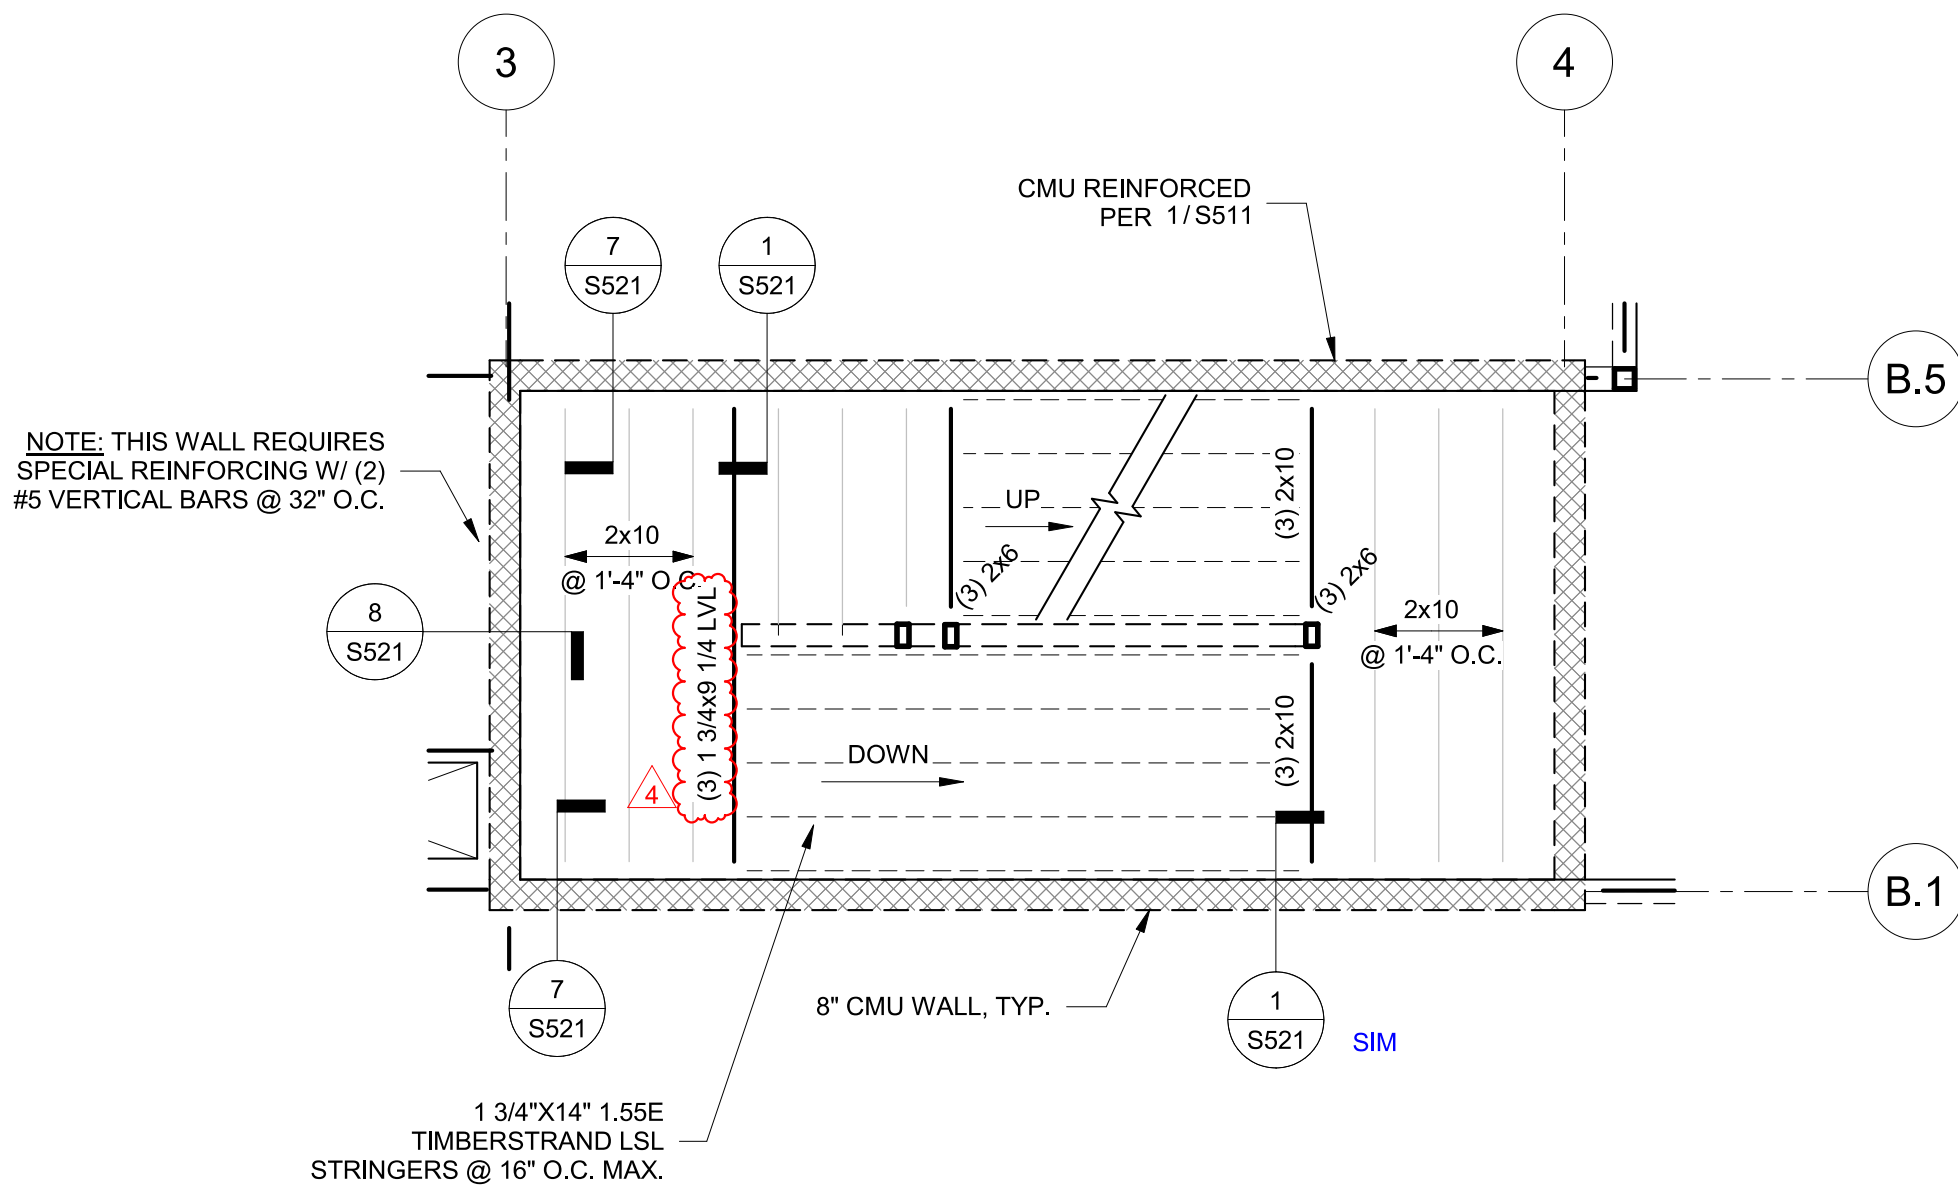 3
4
CMU REINFORCED
PER 1/S511
7
S521
1
S521
B.5
NOTE: THIS WALL REQUIRES
SPECIAL REINFORCING W/ (2)
#5 VERTICAL BARS @ 32" O.C.
UP
(3) 2x10
2x10
@ 1'-4" O.C.
(3) 2x6
(3) 2x6
8
S521
2x10
@ 1'-4" O.C.
(3) 1 3/4x9 1/4 LVL
4
DOWN
(3) 2x10
B.1
7
S521
8" CMU WALL, TYP.
1
S521
SIM
1 3/4"X14" 1.55E
TIMBERSTRAND LSL
STRINGERS @ 16" O.C. MAX.